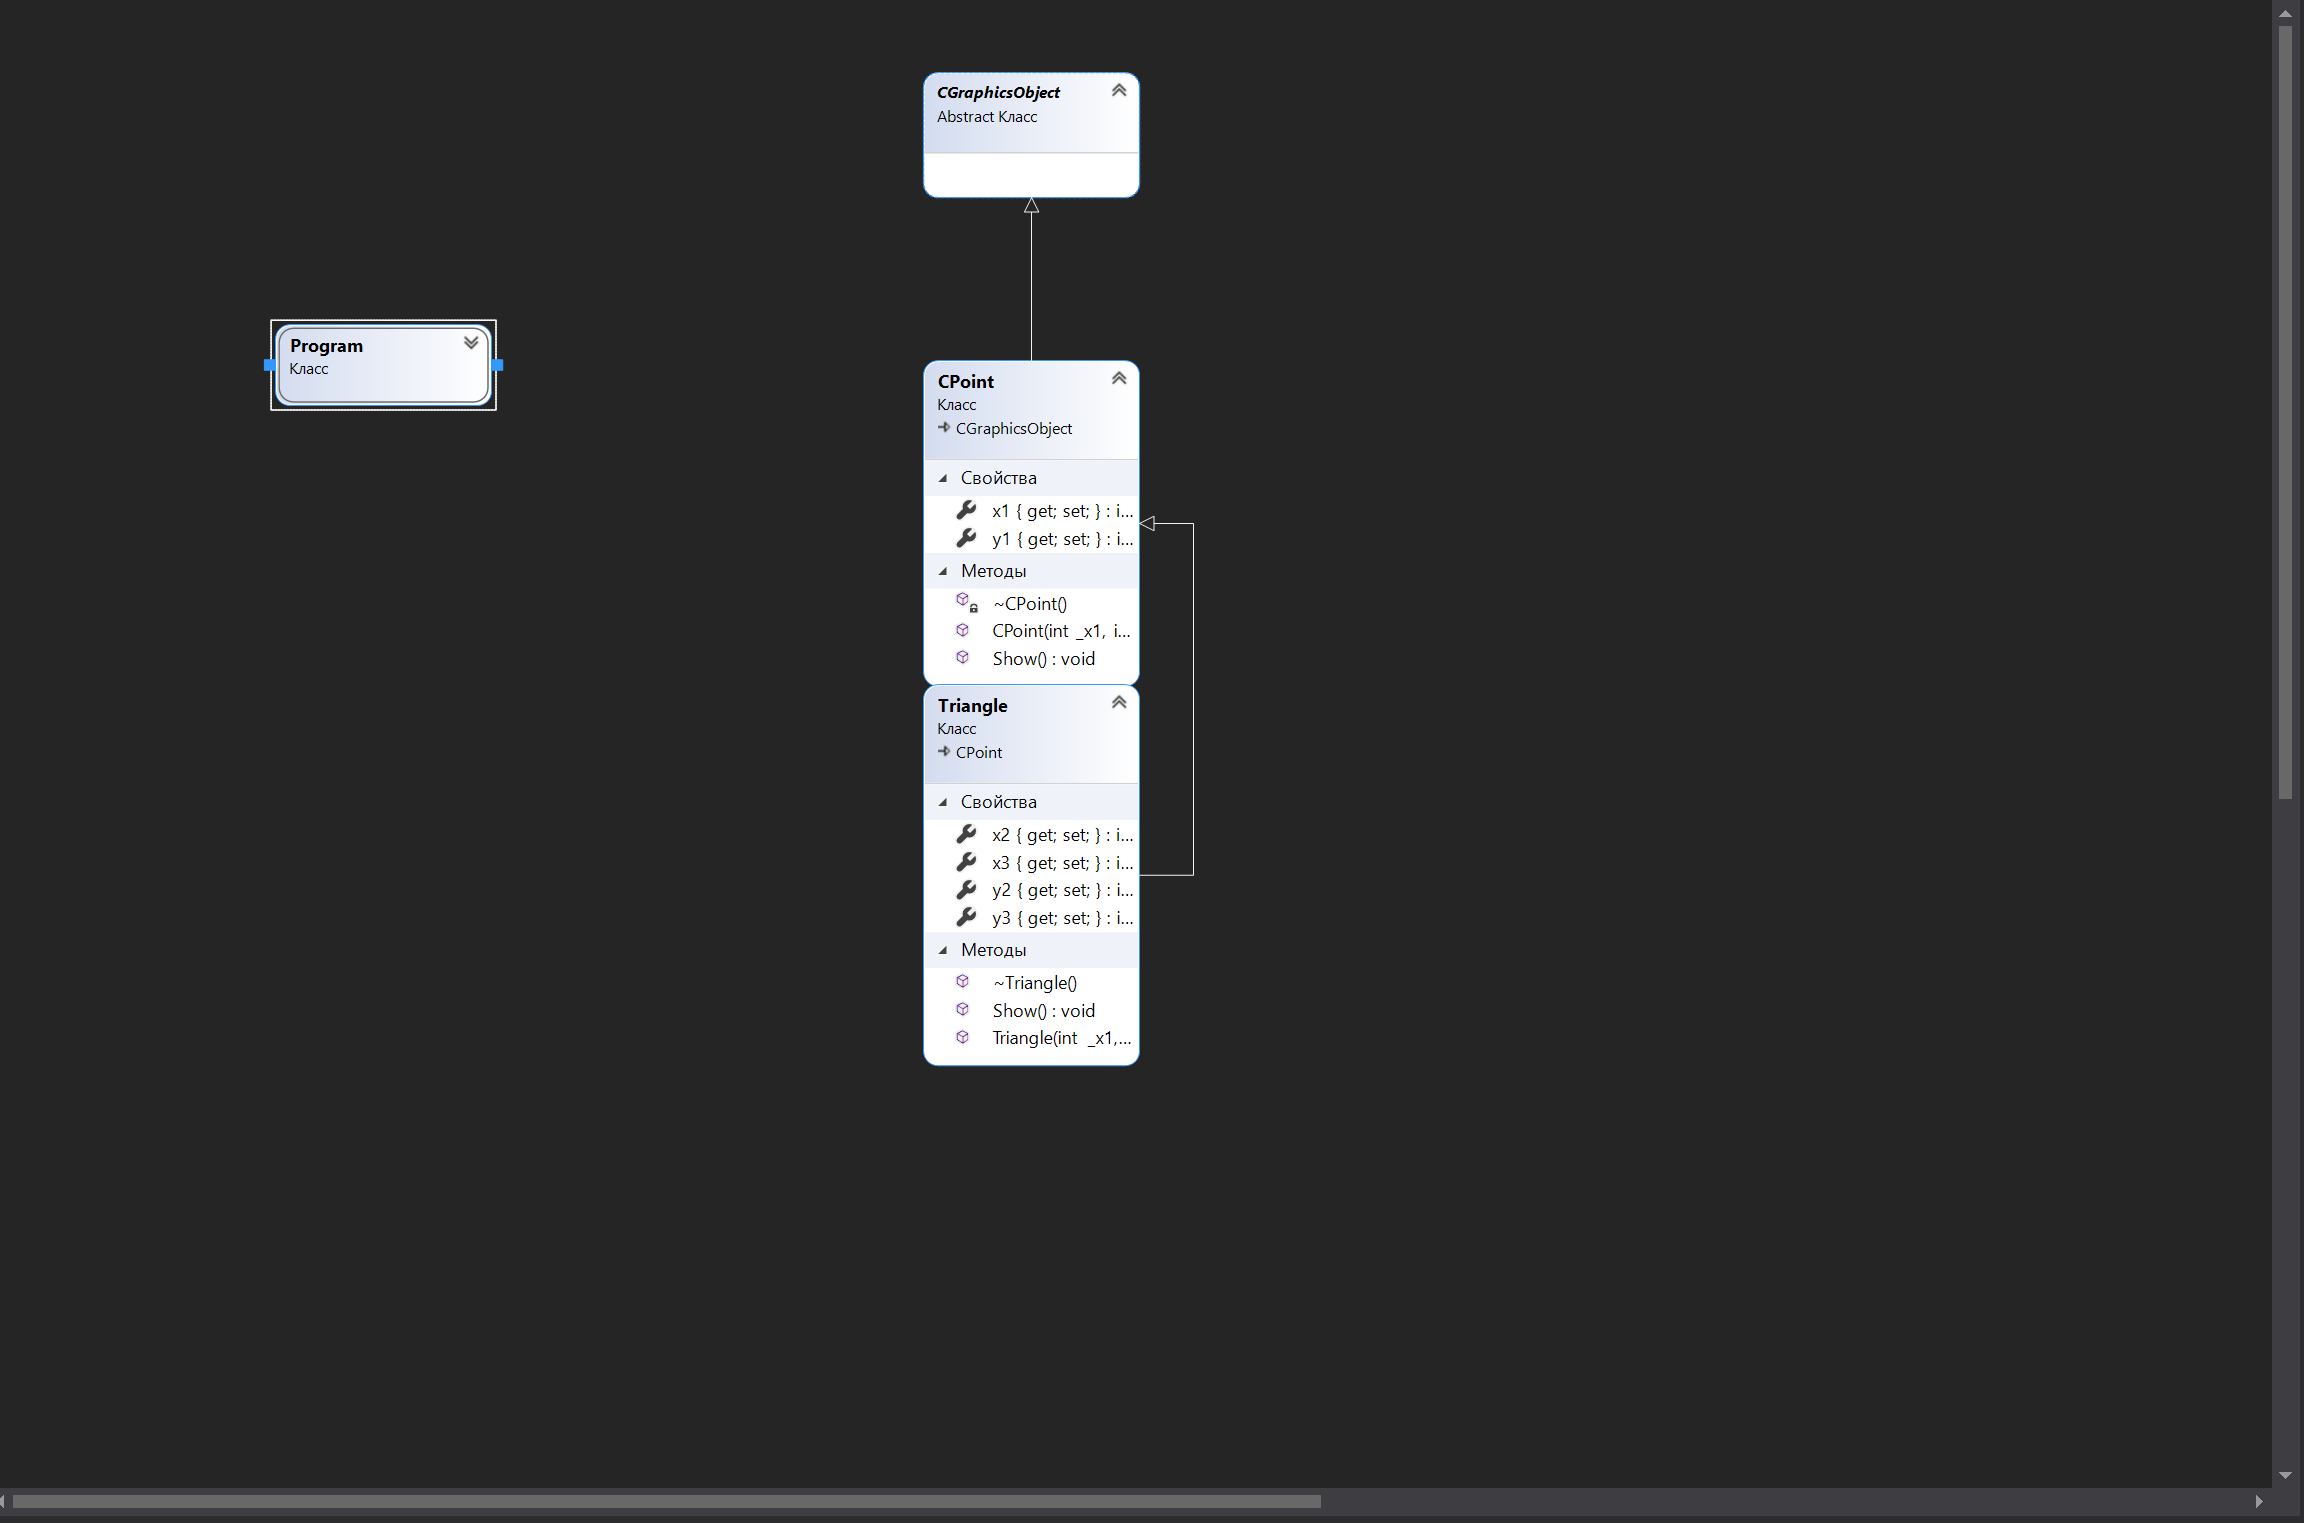 CGraphicsObject
Abstract Класс
Program
Класс
CPoint
Класс
CGraphicsObject
Свойства
x1 { get; set; } : i...
y1 { get; set; } : i...
Методы
~CPoint()
CPoint(int _x1, i...
Show() : void
Triangle
Класс
CPoint
Свойства
x2 { get; set; } : i...
x3 { get; set; } : i...
y2 { get; set; } : i...
y3 { get; set; } : i...
Методы
~Triangle()
Show() : void
Triangle(int _x1,...